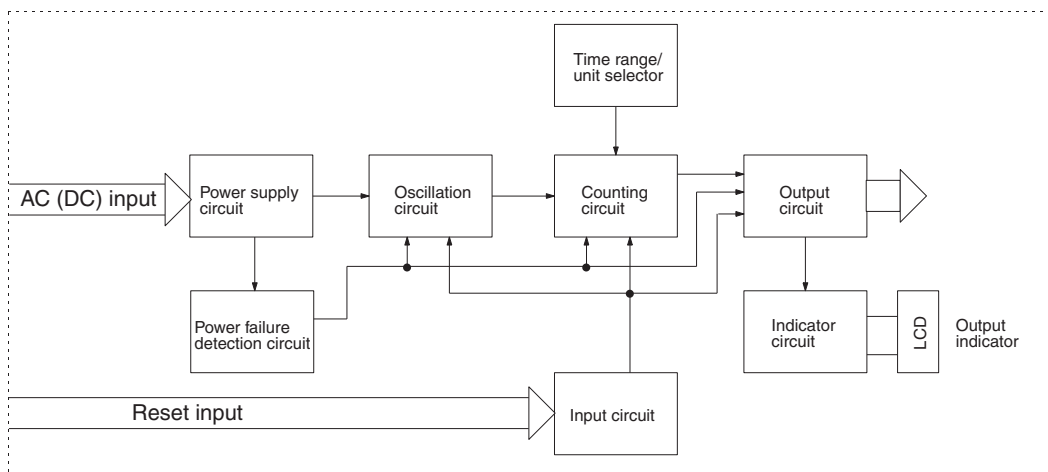 Time range/
unit selector
AC (DC) input
Power supply
circuit
Oscillation
circuit
Counting
circuit
Output
circuit
Power failure
detection circuit
Indicator
circuit
LCD
Output
indicator
Reset input
Input circuit